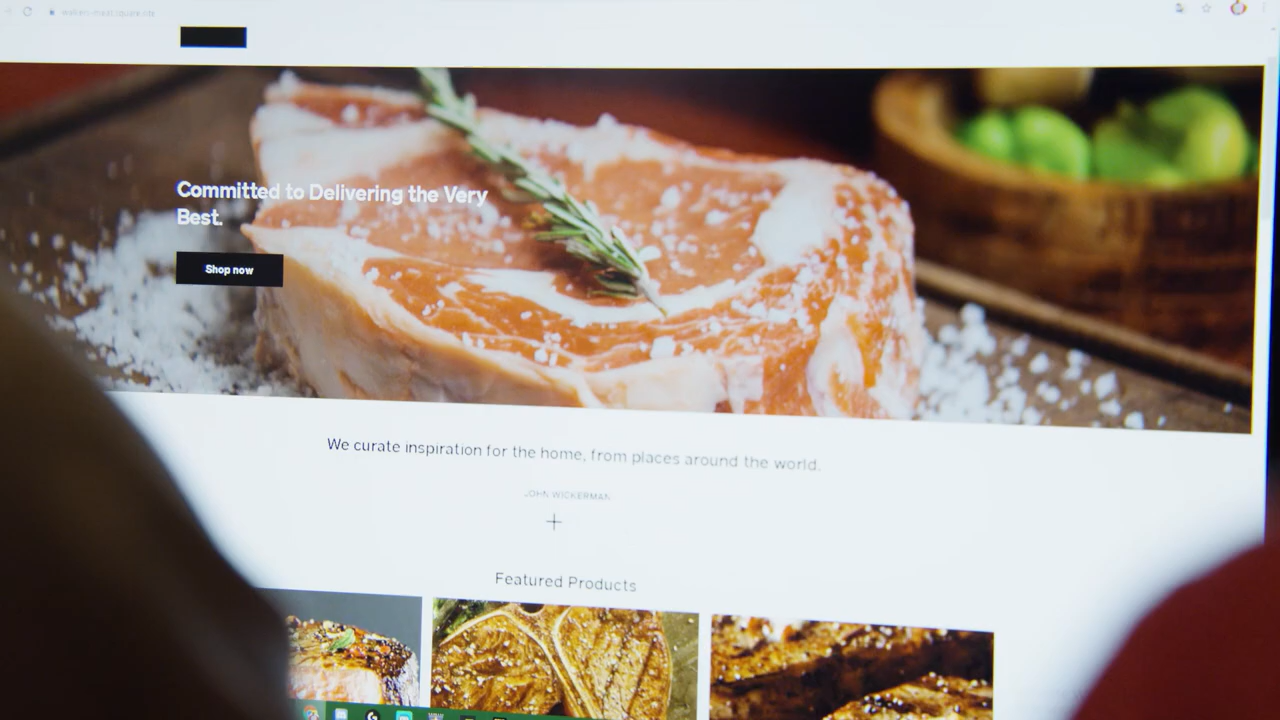 Committed to Delivering the Very
Best.
Shop now
We curate inspiration for the home, from places around the world.
JOHN WICKERMAN
Featured Products